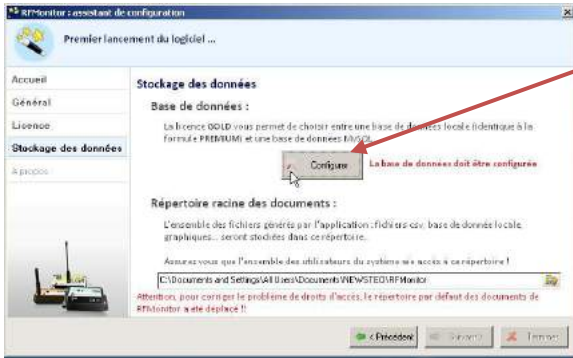 RFMonitor : assistant de configuration
Premier lancement du logiciel ...
Accueil
Général
Licence
Stockage des données
A propos
Stockage des données
Base de données :
La licence GOLD vous permet de choisir entre une base de données locale (identique à la
formule PREMIUM) et une base de données MySQL
Configurer
La base de données doit être configurée
Répertoire racine des documents :
L'ensemble des fichiers générés par l'application : fichiers csv, base de donnée locale,
graphiques... seront stockées dans ce répertoire.
Assurez vous que l'ensemble des utilisateurs du système aie accès à ce répertoire !
C:\Documents and Settings\All Users\Documents\NEWSTEO\RFMonitor
Attention, pour corriger le problème de droits d'accès, le répertoire par défaut des documents de
RFMonitor a été déplacé !!
< Précédent
Suivant >
Terminer